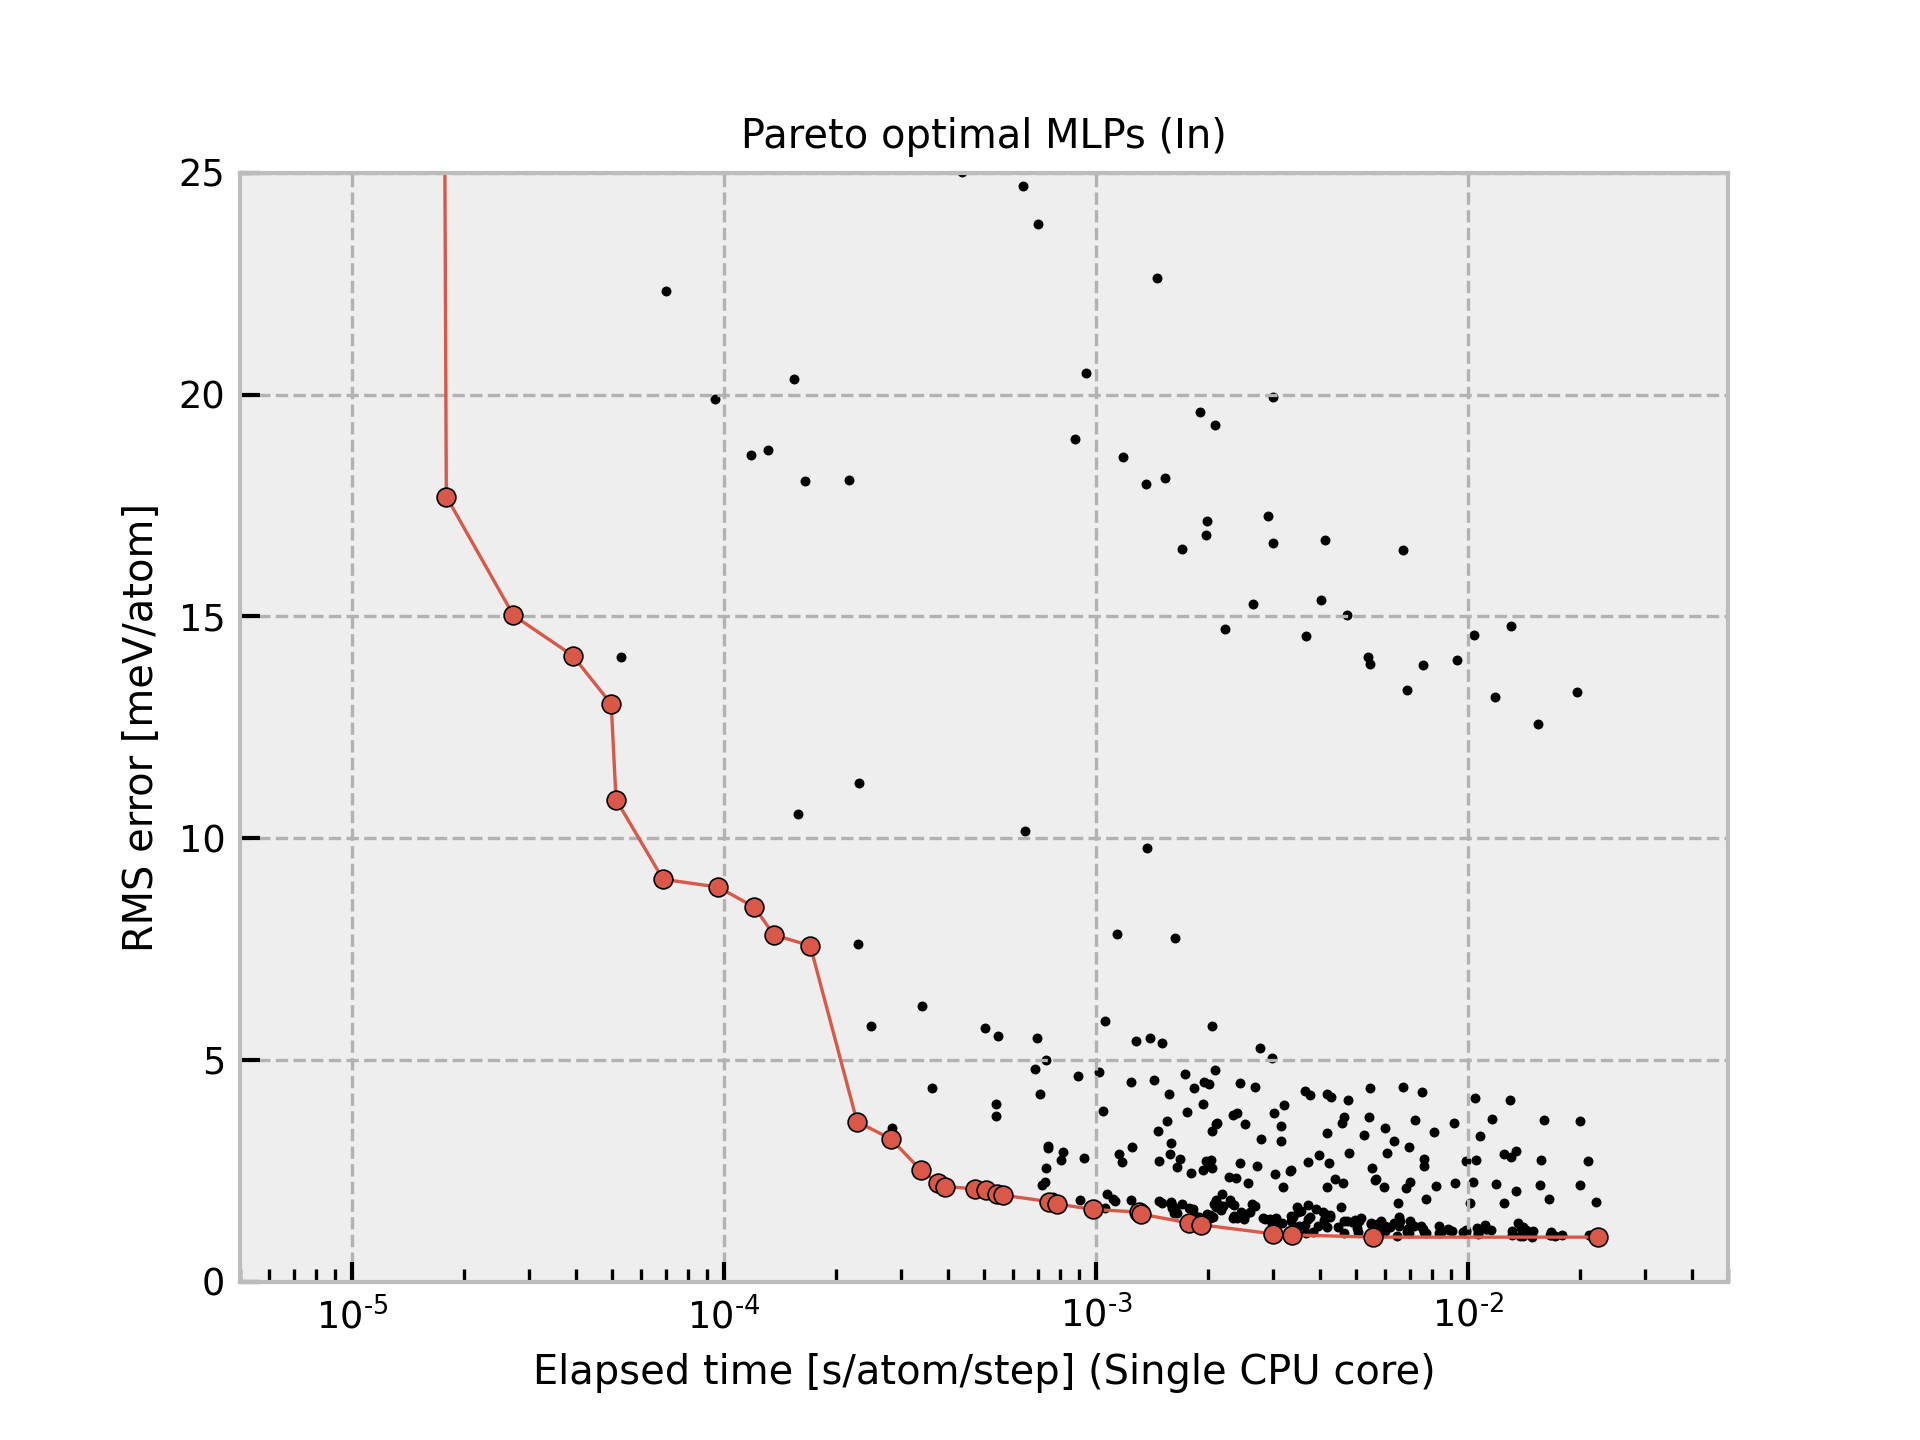 Pareto optimal MLPs (In)
25
20
15
10
5
0
RMS error [meV/atom]
10^-5 10^-4 10^-3 10^-2
Elapsed time [s/atom/step] (Single CPU core)